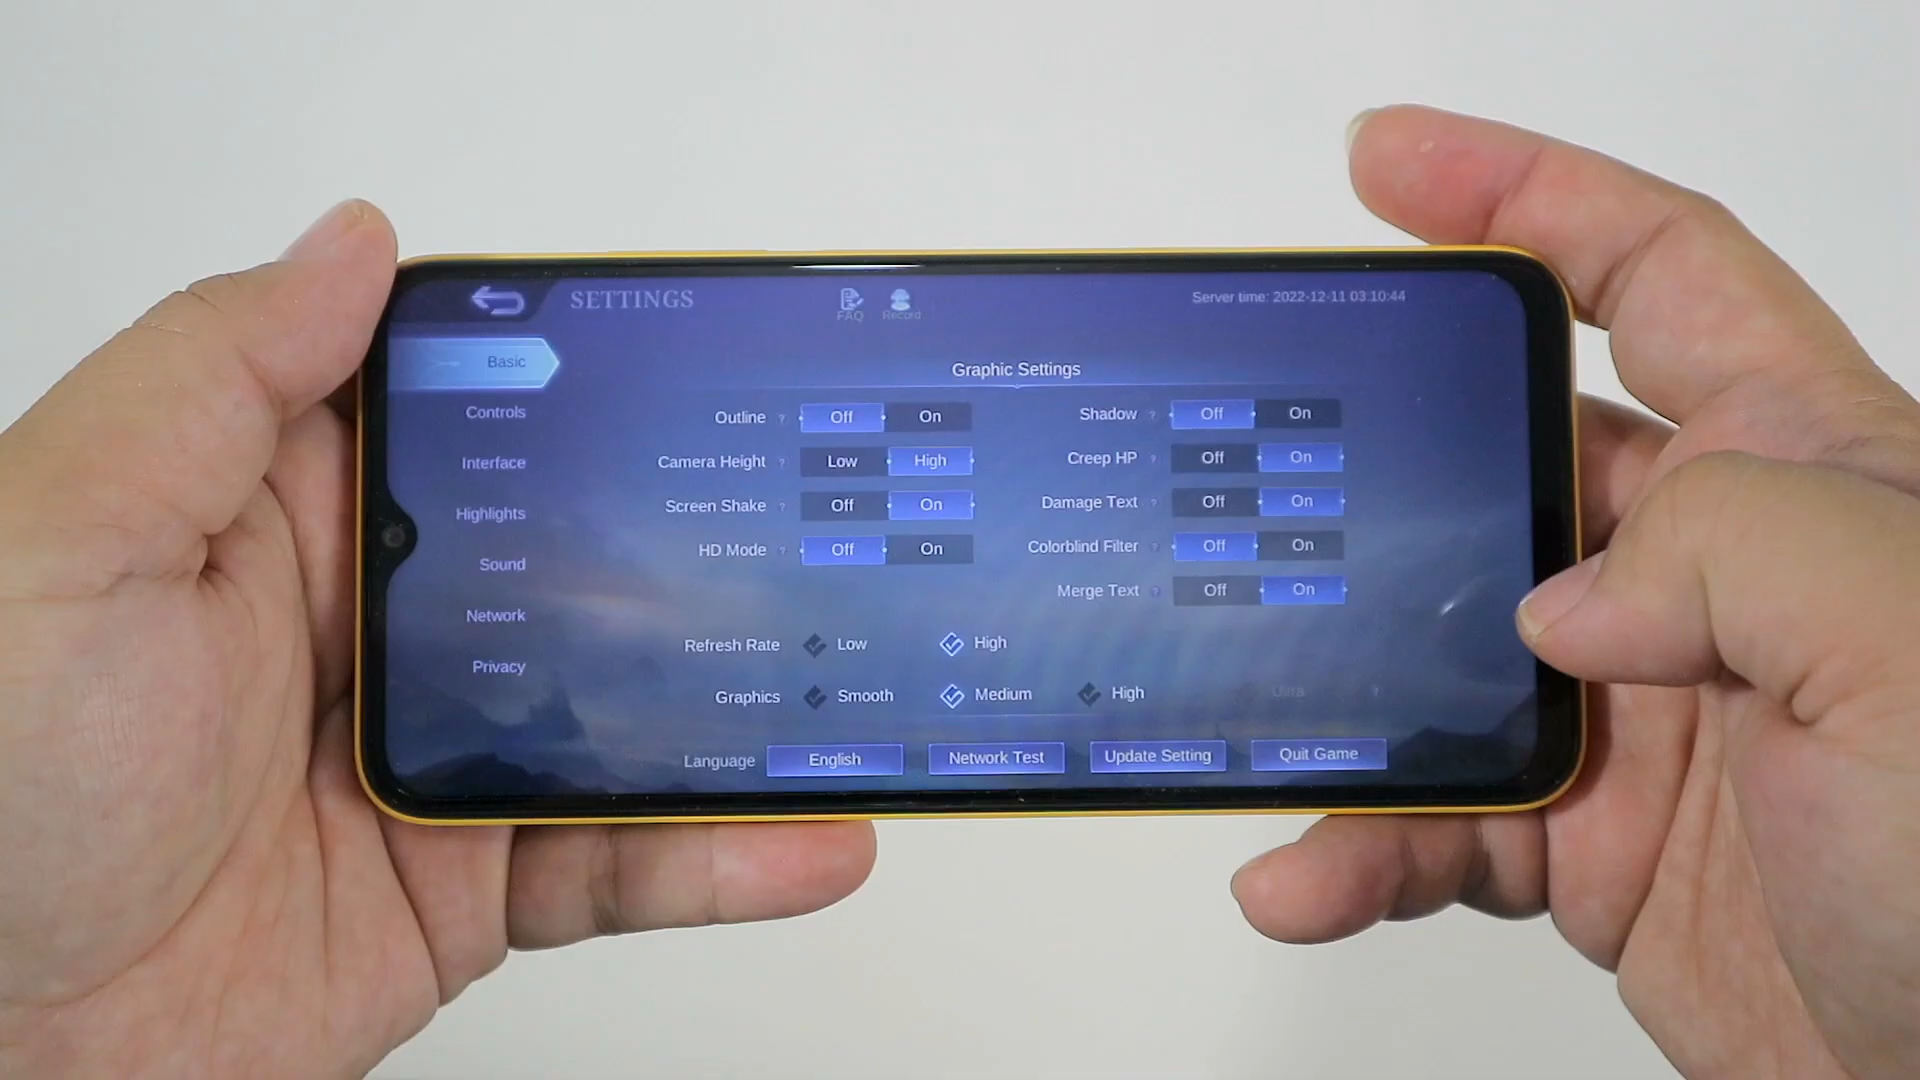 SETTINGS
FAQ
Record
Server time: 2022-12-11 03:10:44
Basic
Controls
Interface
Highlights
Sound
Network
Privacy
Graphic Settings
Outline ? Off On
Shadow ? Off On
Camera Height ? Low High
Creep HP ? Off On
Screen Shake ? Off On
Damage Text ? Off On
HD Mode ? Off On
Colorblind Filter ? Off On
Merge Text ? Off On
Refresh Rate Low High
Graphics Smooth Medium High Ultra ?
Language English Network Test Update Setting Quit Game